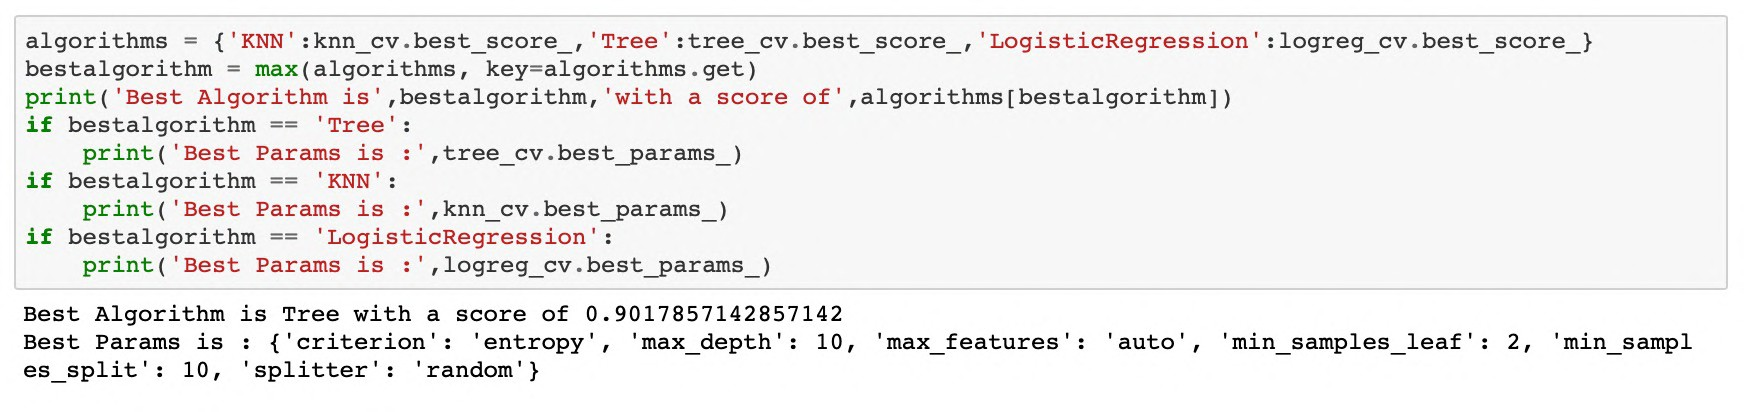 algorithms = {'KNN':knn_cv.best_score_,'Tree':tree_cv.best_score_,'LogisticRegression':logreg_cv.best_score_}
bestalgorithm = max(algorithms, key=algorithms.get)
print('Best Algorithm is',bestalgorithm,'with a score of',algorithms[bestalgorithm])
if bestalgorithm == 'Tree':
    print('Best Params is :',tree_cv.best_params_)
if bestalgorithm == 'KNN':
    print('Best Params is :',knn_cv.best_params_)
if bestalgorithm == 'LogisticRegression':
    print('Best Params is :',logreg_cv.best_params_)
Best Algorithm is Tree with a score of 0.9017857142857142
Best Params is : {'criterion': 'entropy', 'max_depth': 10, 'max_features': 'auto', 'min_samples_leaf': 2, 'min_sampl
es_split': 10, 'splitter': 'random'}